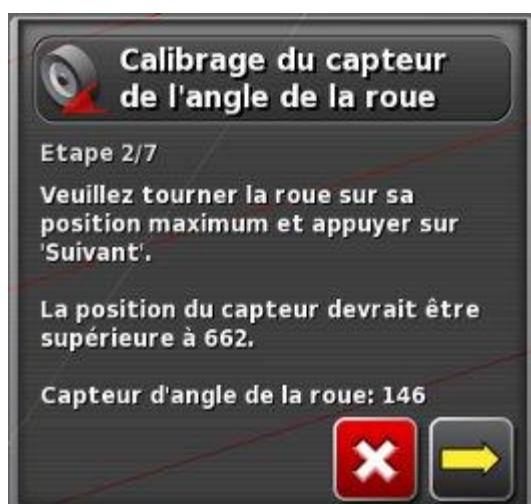 Calibrage du capteur
de l'angle de la roue
Etape 2/7
Veuillez tourner la roue sur sa
position maximum et appuyer sur
'Suivant'.
La position du capteur devrait être
supérieure à 662.
Capteur d'angle de la roue: 146